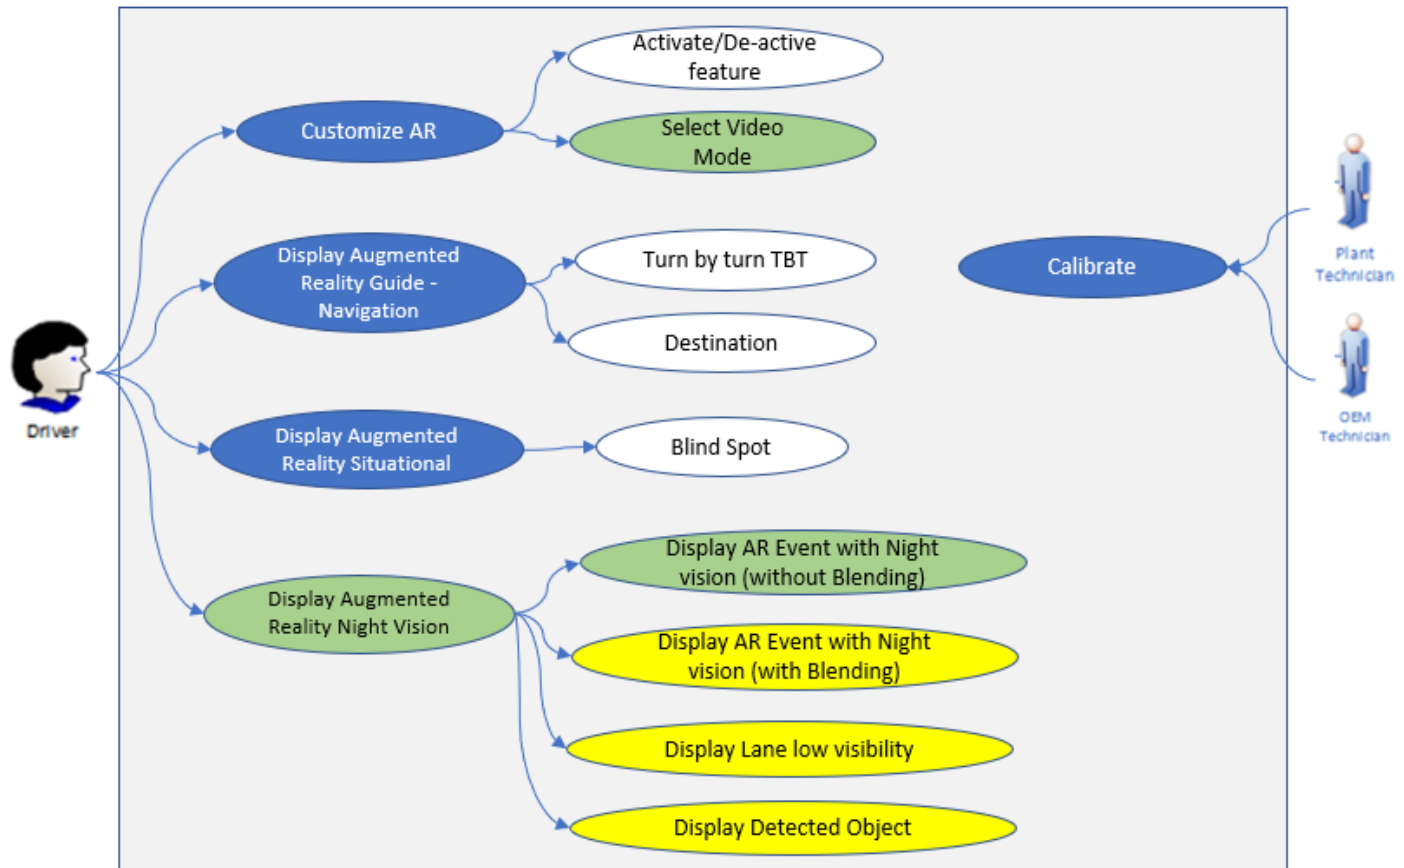 Activate/De-active
feature
Customize AR
Select Video
Mode
Display Augmented
Reality Guide -
Navigation
Turn by turn TBT
Destination
Calibrate
Plant
Technician
OEM
Technician
Driver
Display Augmented
Reality Situational
Blind Spot
Display Augmented
Reality Night Vision
Display AR Event with Night
vision (without Blending)
Display AR Event with Night
vision (with Blending)
Display Lane low visibility
Display Detected Object